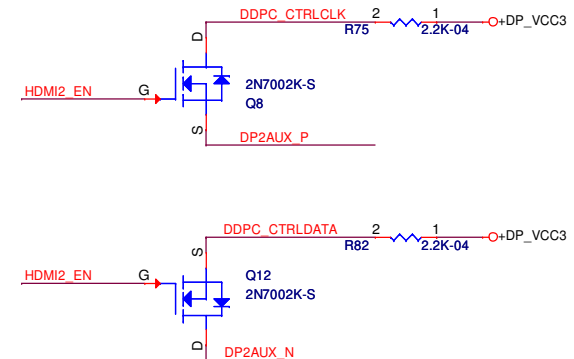 DDPC_CTRLCLK 2 1 +DP_VCC3
R75 2.2K-04
D
2N7002K-S
HDMI2_EN G
Q8
S
DP2AUX_P
DDPC_CTRLDATA 2 1 +DP_VCC3
R82 2.2K-04
S
HDMI2_EN G Q12
2N7002K-S
D
DP2AUX_N